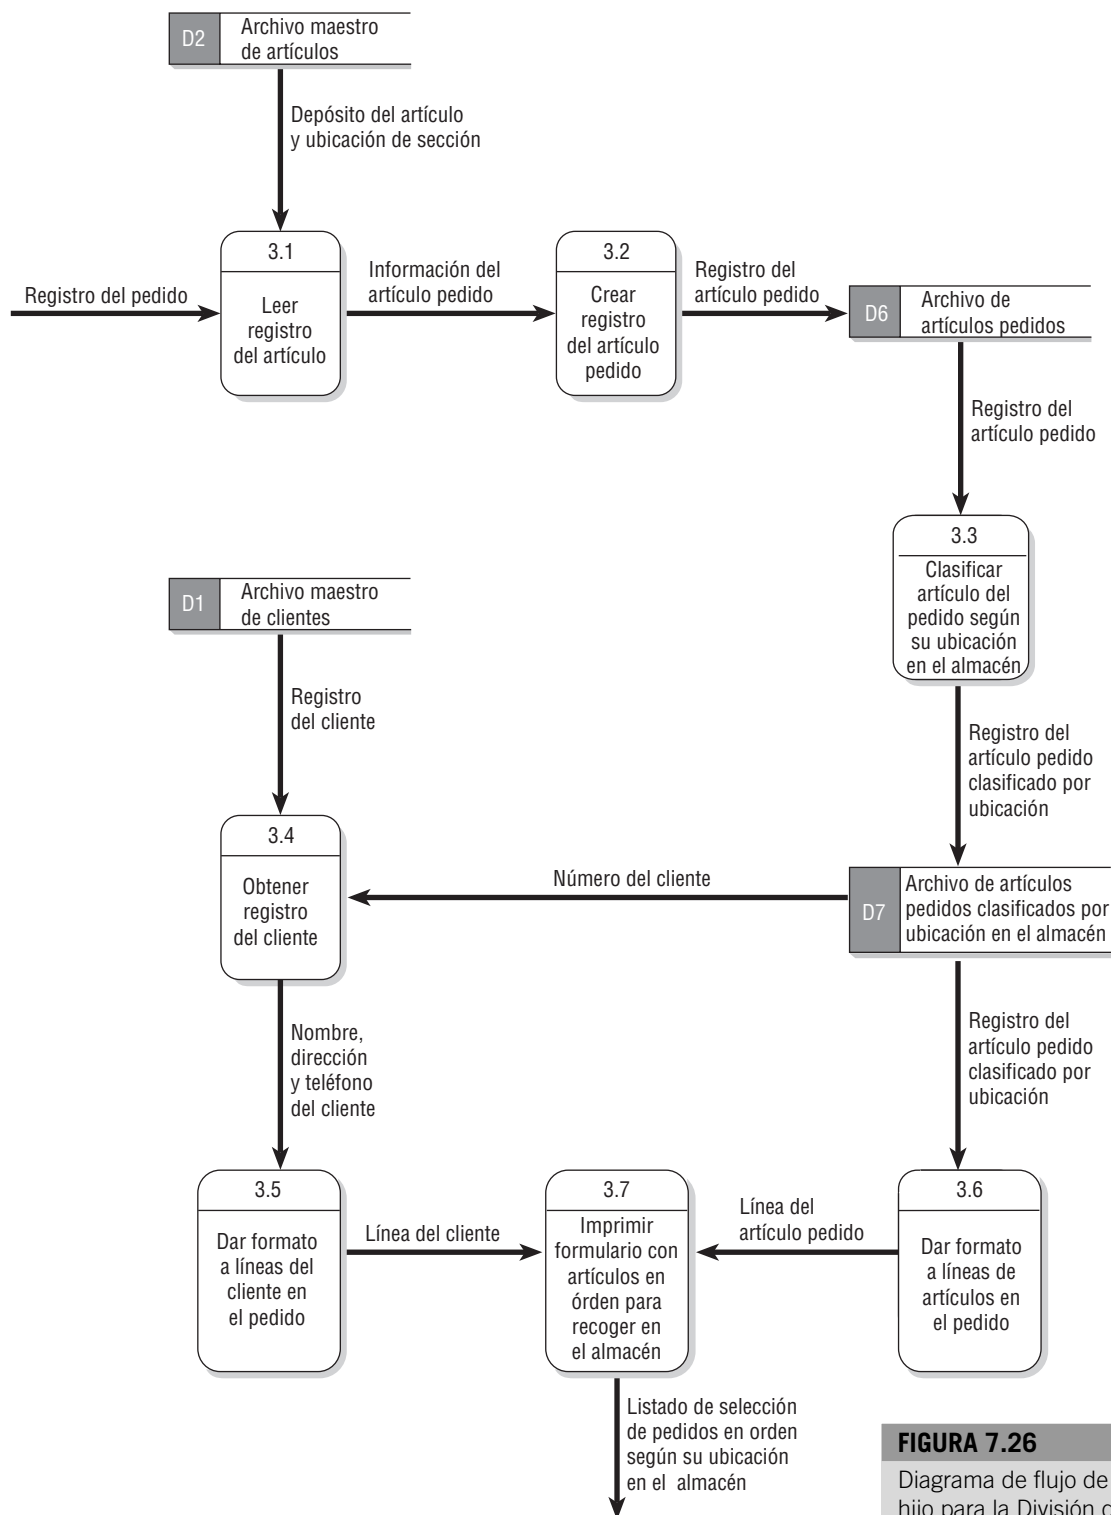 D2
Archivo maestro
de artículos
Depósito del artículo
y ubicación de sección
Registro del pedido
3.1
Leer
registro
del artículo
Información del
artículo pedido
3.2
Crear
registro
del artículo
pedido
Registro del
artículo pedido
D6
Archivo de
artículos pedidos
Registro del
artículo pedido
3.3
Clasificar
artículo del
pedido según
su ubicación
en el almacén
D1
Archivo maestro
de clientes
Registro
del cliente
Registro del
artículo pedido
clasificado por
ubicación
3.4
Obtener
registro
del cliente
Número del cliente
D7
Archivo de artículos
pedidos clasificados por
ubicación en el almacén
Nombre,
dirección
y teléfono
del cliente
Registro del
artículo pedido
clasificado por
ubicación
3.5
Dar formato
a líneas del
cliente en
el pedido
Línea del cliente
3.7
Imprimir
formulario con
artículos en
órden para
recoger en
el almacén
Línea del
artículo pedido
3.6
Dar formato
a líneas de
artículos en
el pedido
Listado de selección
de pedidos en orden
según su ubicación
en el almacén
FIGURA 7.26
Diagrama de flujo de
hijo para la División